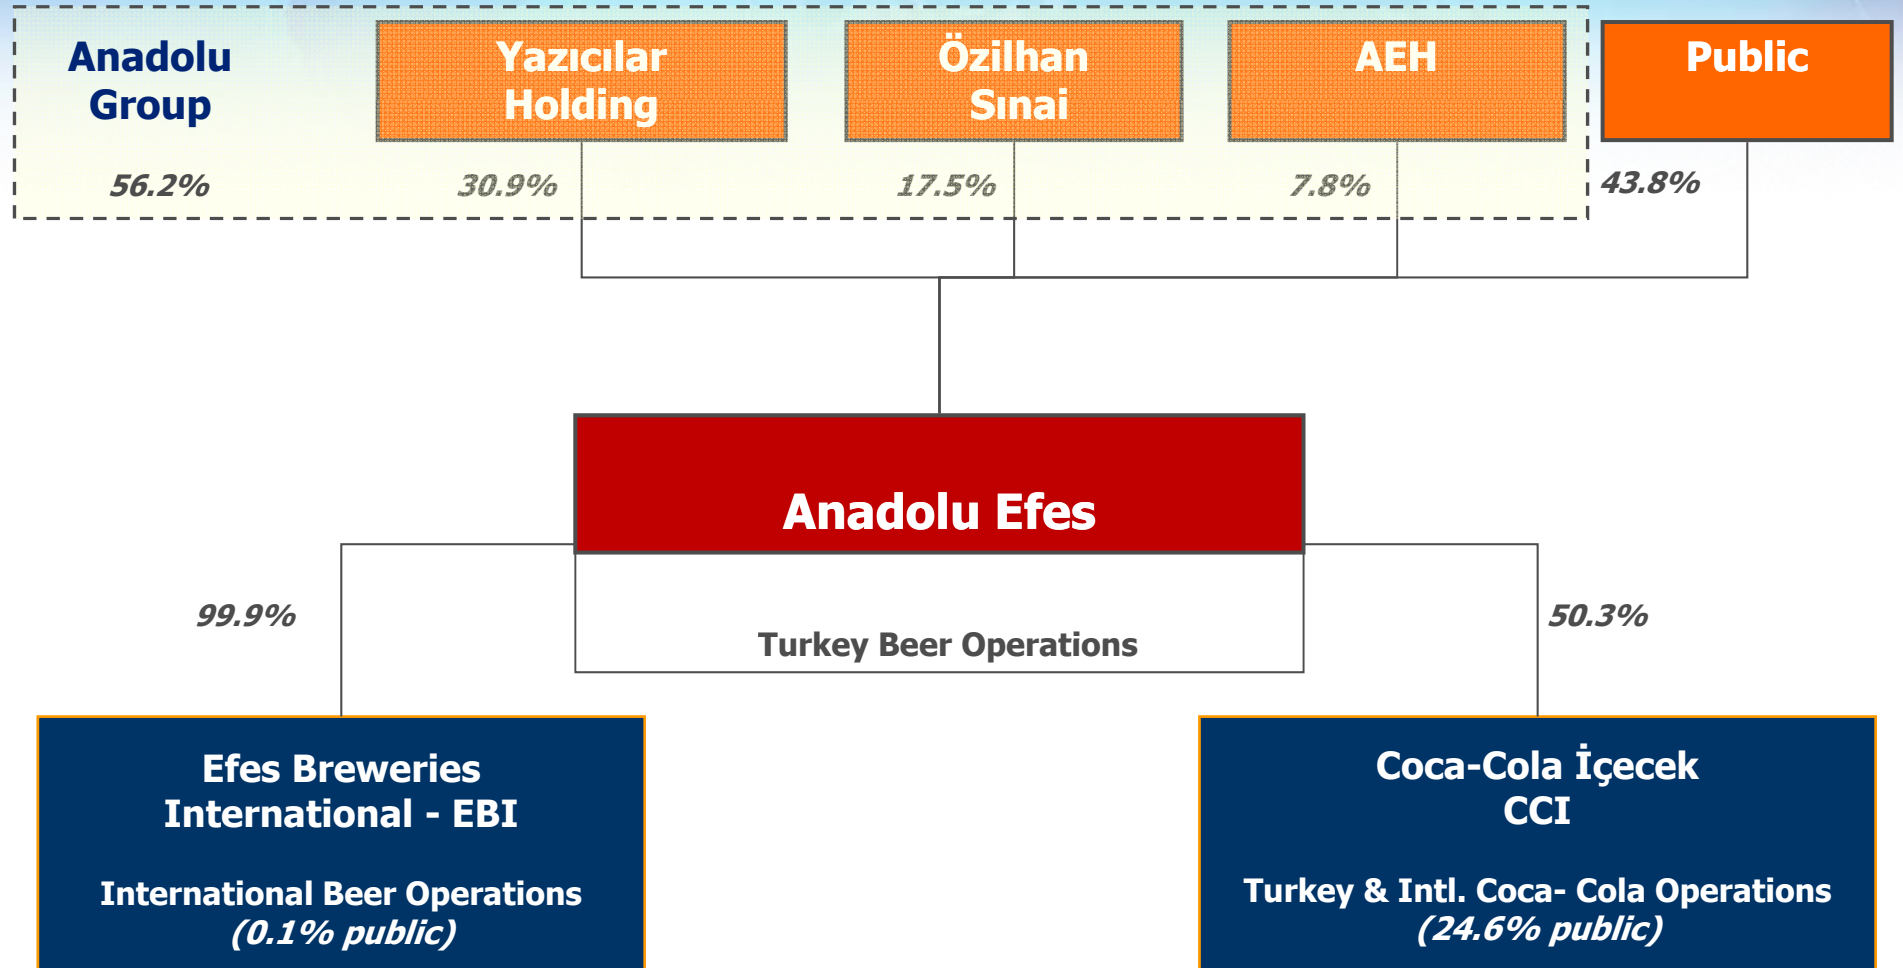 Anadolu
Group
Yazıcılar
Holding
Özilhan
Sınai
AEH
Public
56.2%
30.9%
17.5%
7.8%
43.8%
Anadolu Efes
99.9%
Turkey Beer Operations
50.3%
Efes Breweries
International - EBI
International Beer Operations
(0.1% public)
Coca-Cola İçecek
CCI
Turkey & Intl. Coca- Cola Operations
(24.6% public)